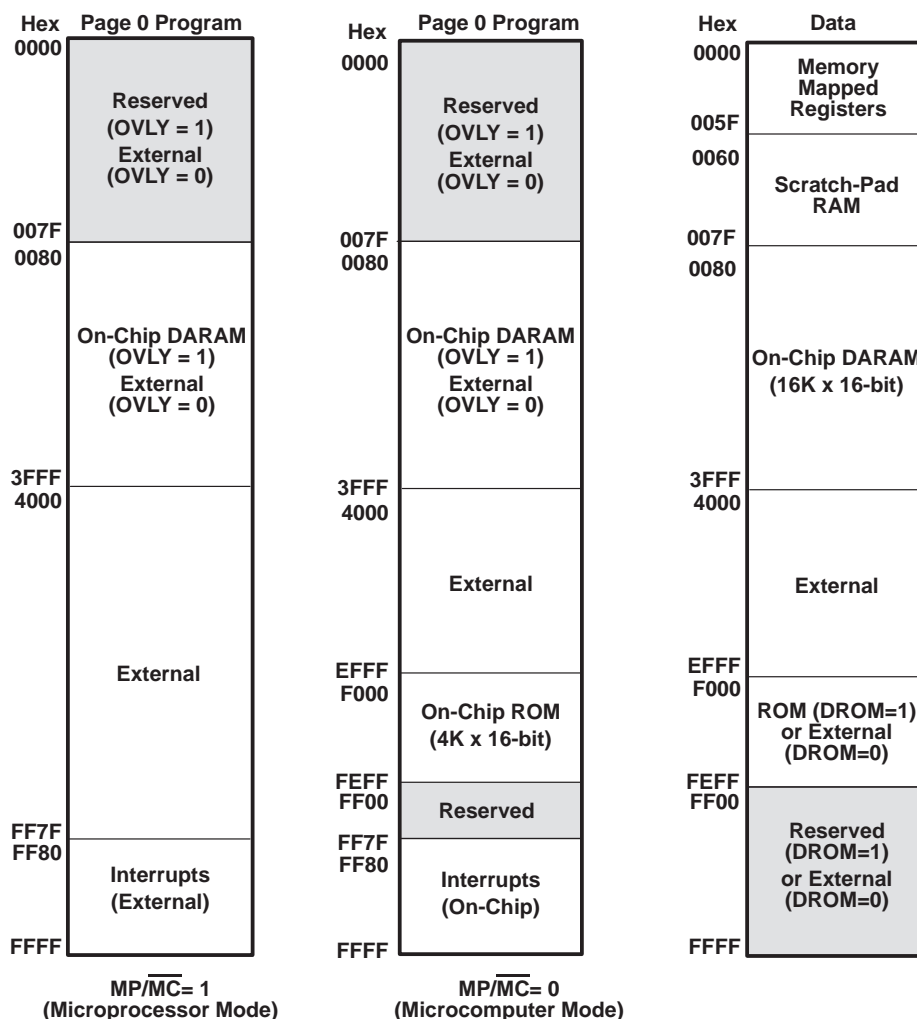 Hex Page 0 Program
0000
Reserved
(OVLY = 1)
External
(OVLY = 0)
007F
0080
On-Chip DARAM
(OVLY = 1)
External
(OVLY = 0)
3FFF
4000
External
FF7F
FF80
Interrupts
(External)
FFFF
MP/M̅C̅= 1
(Microprocessor Mode)
Hex Page 0 Program
0000
Reserved
(OVLY = 1)
External
(OVLY = 0)
007F
0080
On-Chip DARAM
(OVLY = 1)
External
(OVLY = 0)
3FFF
4000
External
EFFF
F000
On-Chip ROM
(4K x 16-bit)
FEFF
FF00
Reserved
FF7F
FF80
Interrupts
(On-Chip)
FFFF
MP/M̅C̅= 0
(Microcomputer Mode)
Hex Data
0000
Memory
Mapped
Registers
005F
0060
Scratch-Pad
RAM
007F
0080
On-Chip DARAM
(16K x 16-bit)
3FFF
4000
External
EFFF
F000
ROM (DROM=1)
or External
(DROM=0)
FEFF
FF00
Reserved
(DROM=1)
or External
(DROM=0)
FFFF